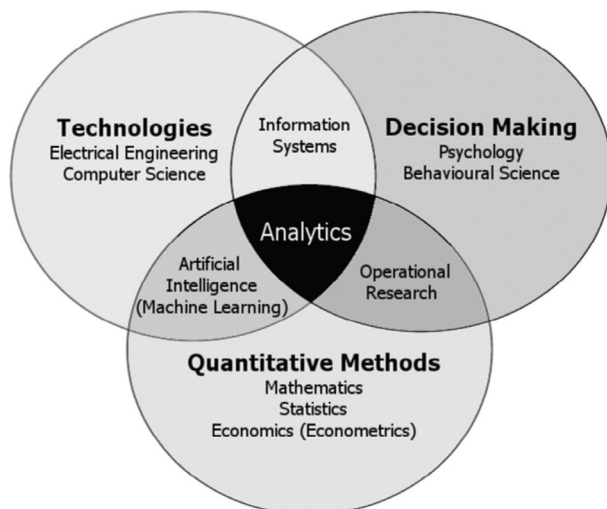 Technologies
Electrical Engineering
Computer Science
Information
Systems
Decision Making
Psychology
Behavioural Science
Analytics
Artificial
Intelligence
(Machine Learning)
Operational
Research
Quantitative Methods
Mathematics
Statistics
Economics (Econometrics)